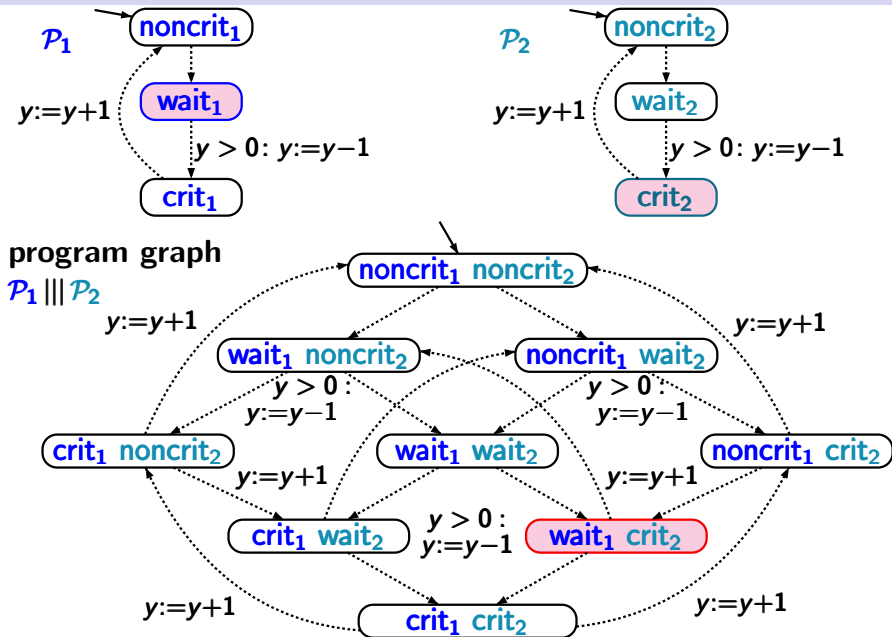 noncrit₁ noncrit₂
𝒫₁ 𝒫₂
wait₁ wait₂
y:=y+1 y:=y+1
y > 0: y:=y−1 y > 0: y:=y−1
crit₁ crit₂
program graph
𝒫₁ ||| 𝒫₂
noncrit₁ noncrit₂
y:=y+1 y:=y+1
wait₁ noncrit₂ noncrit₁ wait₂
y > 0 : y > 0 :
y:=y−1 y:=y−1
crit₁ noncrit₂ wait₁ wait₂ noncrit₁ crit₂
y:=y+1 y:=y+1
y > 0 :
crit₁ wait₂ wait₁ crit₂
y:=y−1
y:=y+1 y:=y+1
crit₁ crit₂